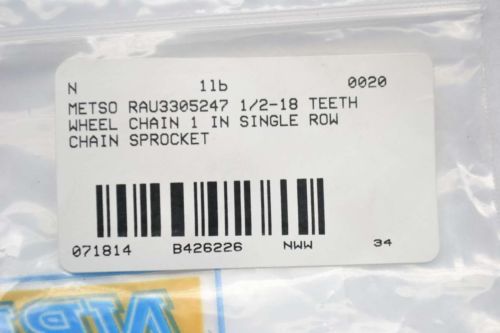 N 1lb 0020
METSO RAU3305247 1/2-18 TEETH
WHEEL CHAIN 1 IN SINGLE ROW
CHAIN SPROCKET
071814 B426226 NWW 34